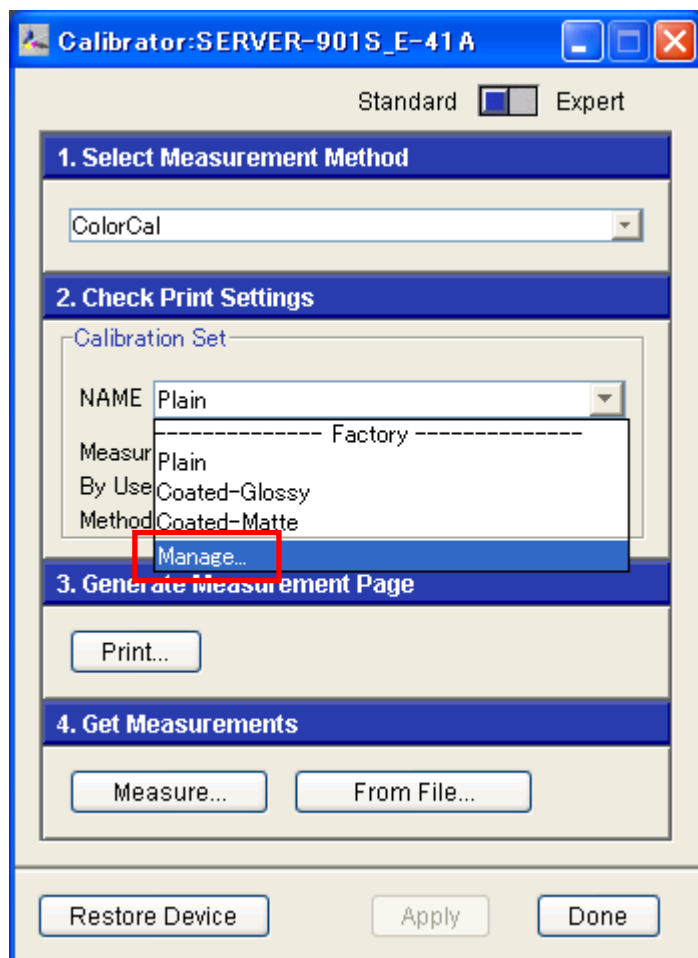 Calibrator:SERVER-901S_E-41A
Standard Expert
1. Select Measurement Method
ColorCal
2. Check Print Settings
Calibration Set
NAME Plain
-------------- Factory --------------
Measur Plain
By Use Coated-Glossy
Method Coated-Matte
Manage...
3. Generate Measurement Page
Print...
4. Get Measurements
Measure... From File...
Restore Device Apply Done